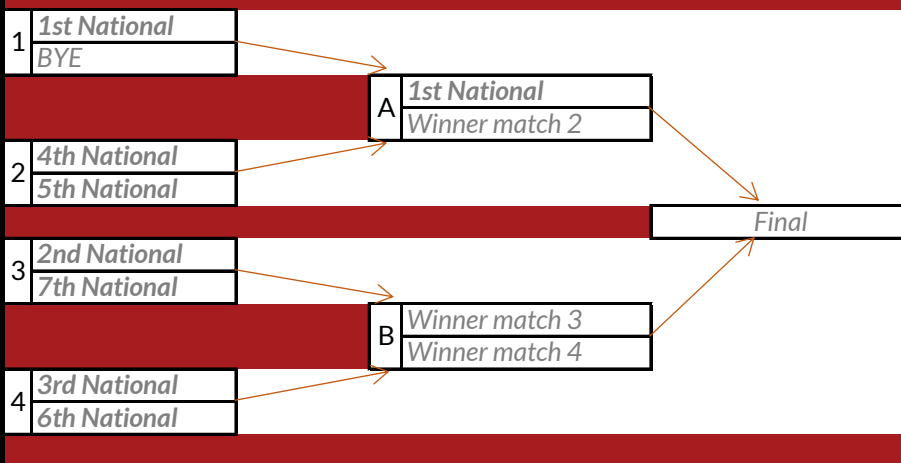 1
1st National
BYE
A
1st National
Winner match 2
2
4th National
5th National
Final
3
2nd National
7th National
B
Winner match 3
Winner match 4
4
3rd National
6th National